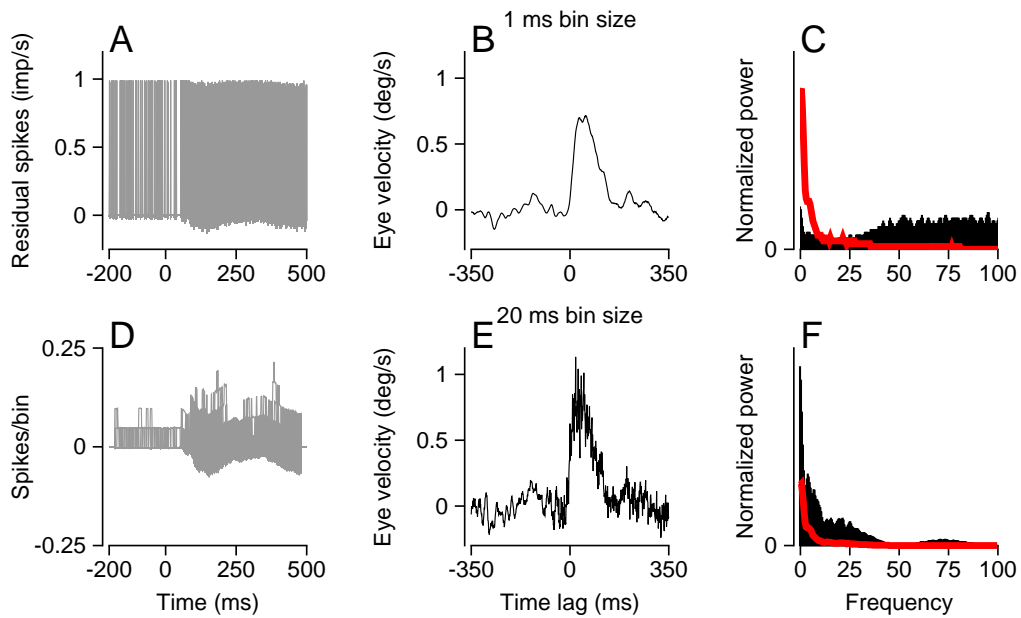 1 ms bin size
A
Residual spikes (imp/s)
1
0.5
0
-200
0
250
500
B
Eye velocity (deg/s)
1
0.5
0
-350
0
350
C
Normalized power
0
0
25
50
75
100
20 ms bin size
D
Spikes/bin
0.25
0
-0.25
-200
0
250
500
Time (ms)
E
Eye velocity (deg/s)
1
0.5
0
-350
0
350
Time lag (ms)
F
Normalized power
0
0
25
50
75
100
Frequency